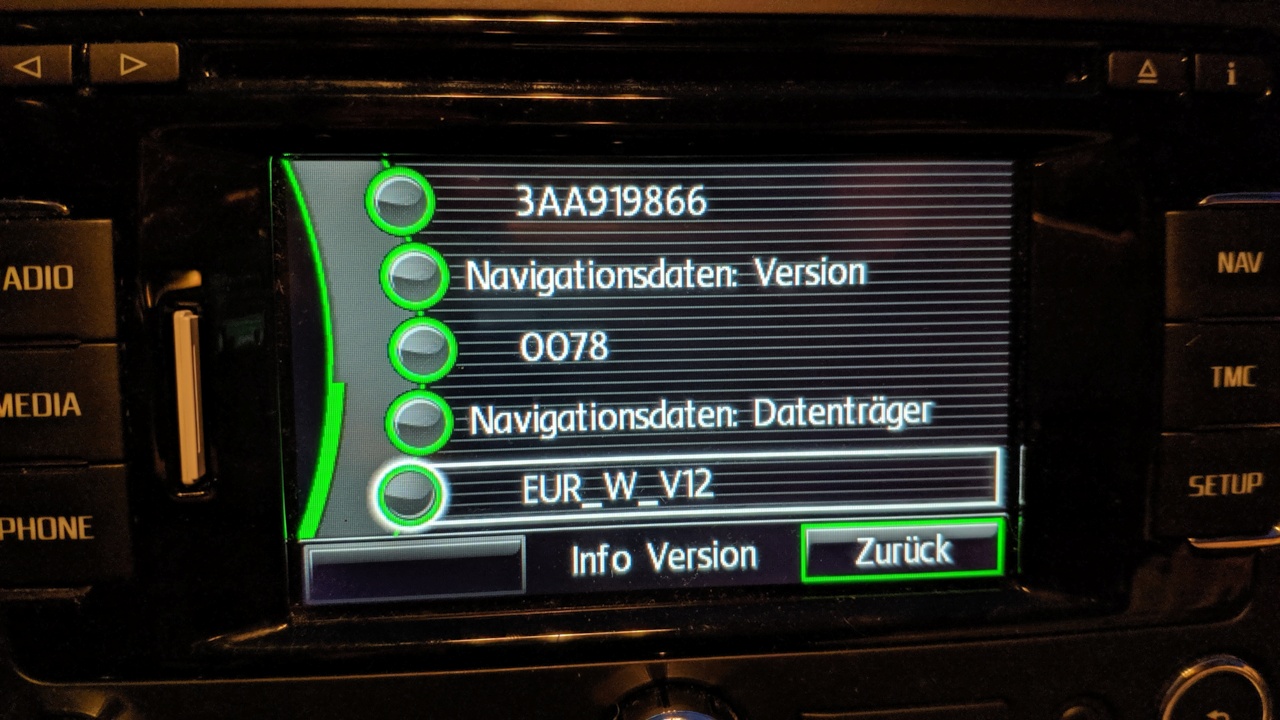 3AA919866
Navigationsdaten: Version
0078
Navigationsdaten: Datenträger
EUR_W_V12
Info Version
Zurück
ADIO
MEDIA
PHONE
i
NAV
TMC
SETUP